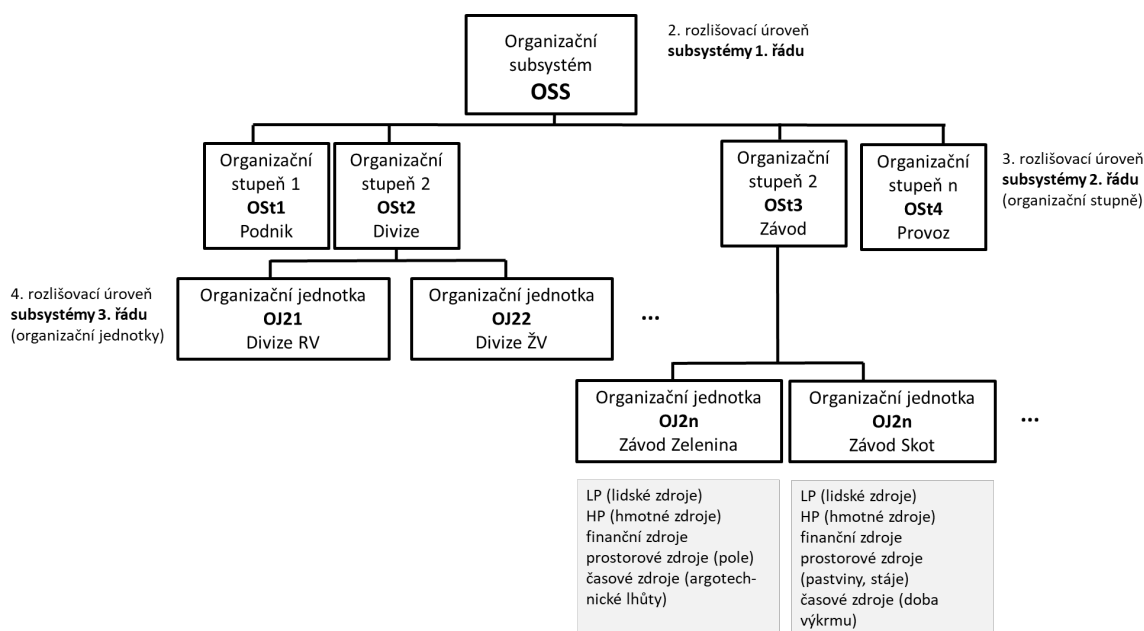 Organizační
subsystém
OSS
2. rozlišovací úroveň
subsystémy 1. řádu
Organizační
stupeň 1
OSt1
Podnik
Organizační
stupeň 2
OSt2
Divize
Organizační
stupeň 2
OSt3
Závod
Organizační
stupeň n
OSt4
Provoz
3. rozlišovací úroveň
subsystémy 2. řádu
(organizační stupně)
4. rozlišovací úroveň
subsystémy 3. řádu
(organizační jednotky)
Organizační jednotka
OJ21
Divize RV
Organizační jednotka
OJ22
Divize ŽV
...
Organizační jednotka
OJ2n
Závod Zelenina
Organizační jednotka
OJ2n
Závod Skot
...
LP (lidské zdroje)
HP (hmotné zdroje)
finanční zdroje
prostorové zdroje (pole)
časové zdroje (argotech-
nické lhůty)
LP (lidské zdroje)
HP (hmotné zdroje)
finanční zdroje
prostorové zdroje
(pastviny, stáje)
časové zdroje (doba
výkrmu)